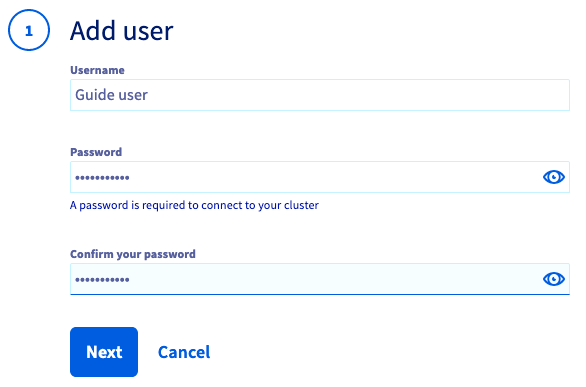 1
Add user
Username
Guide user
Password
•••••••••••
A password is required to connect to your cluster
Confirm your password
•••••••••••
Next
Cancel